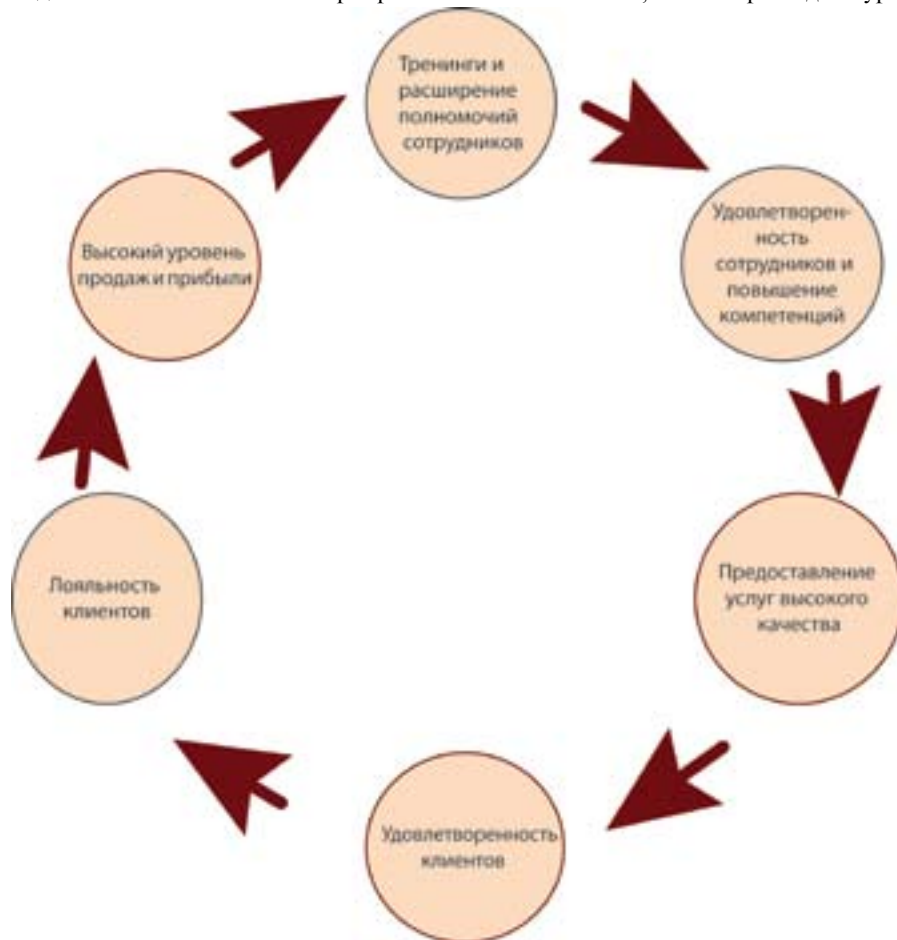 Тренинги и
расширение
полномочий
сотрудников
Удовлетворен-
ность
сотрудников и
повышение
компетенций
Предоставление
услуг высокого
качества
Удовлетворенность
клиентов
Лояльность
клиентов
Высокий уровень
продаж и прибыли